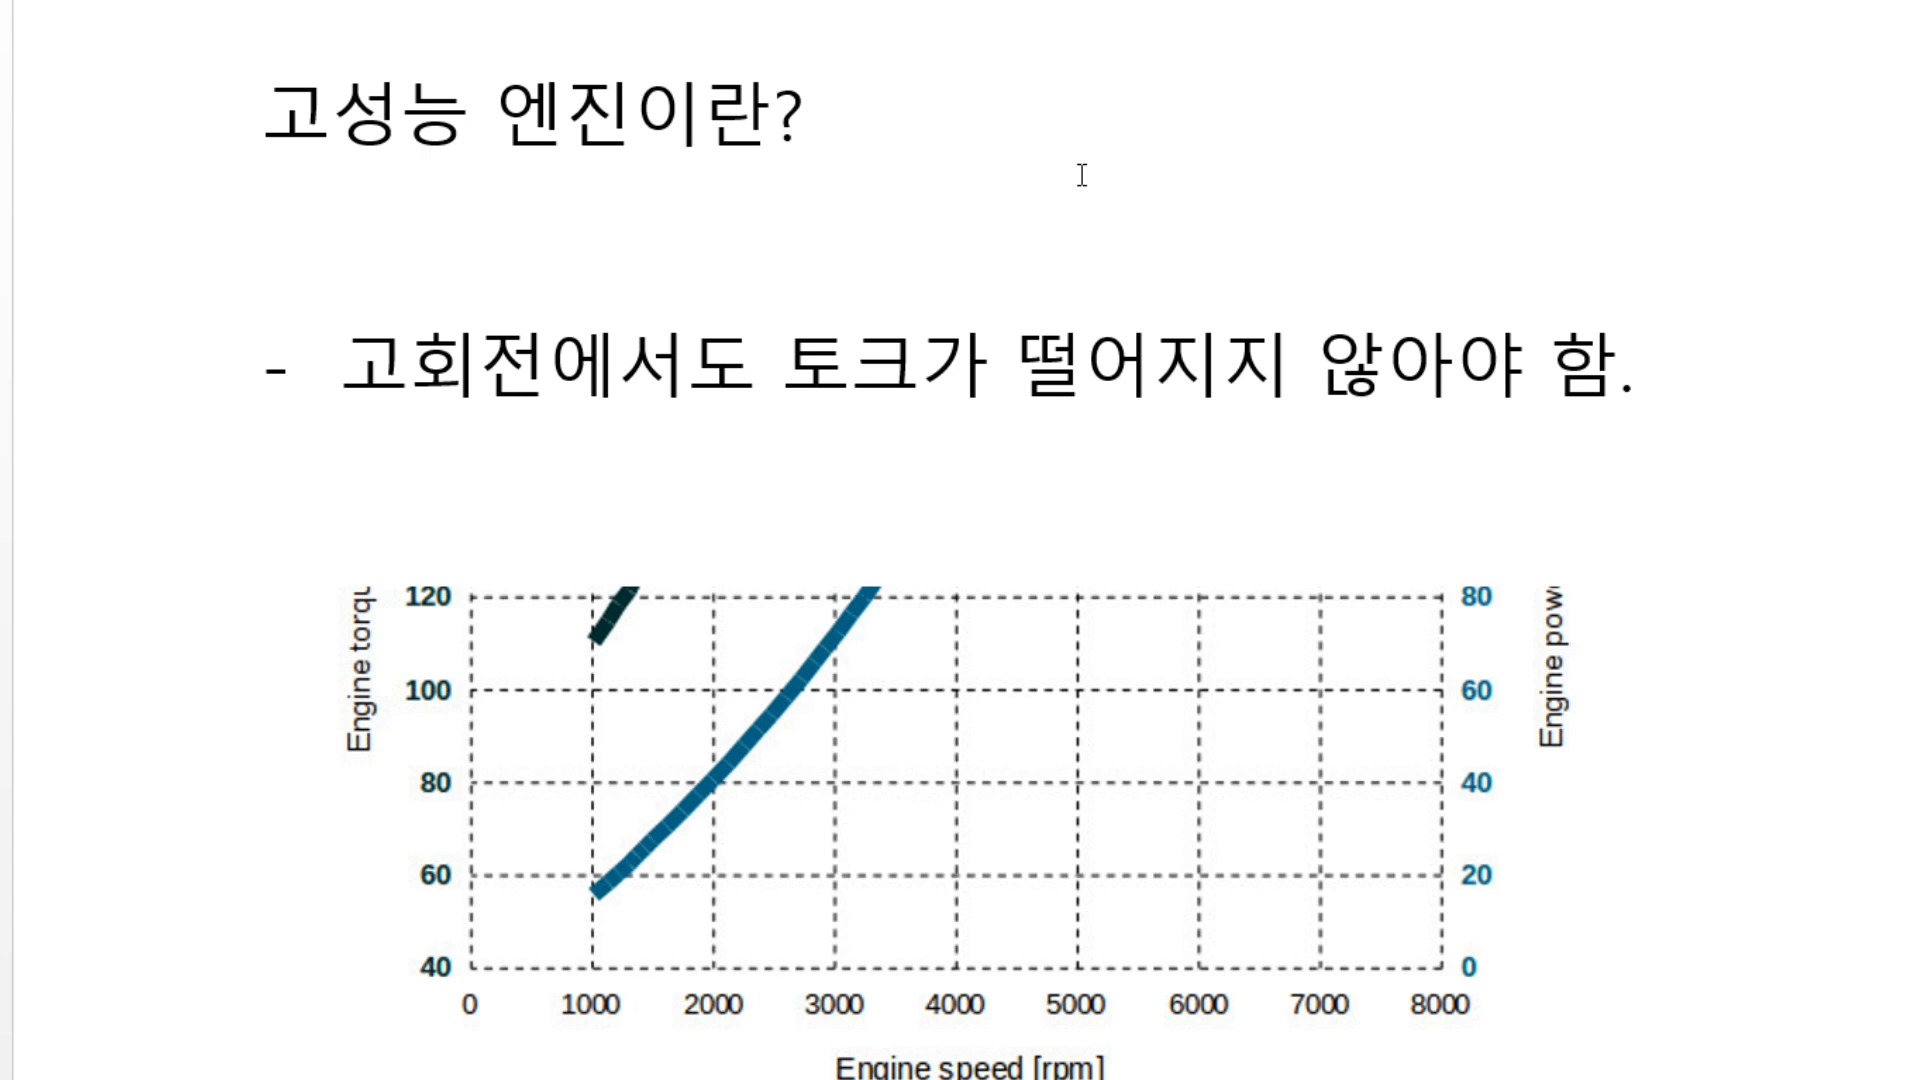 고성능 엔진이란?
- 고회전에서도 토크가 떨어지지 않아야 함.
120 80
100 60
80 40
60 20
40 0
Engine
Engine
0 1000 2000 3000 4000 5000 6000 7000 8000
Engine speed [rpm]